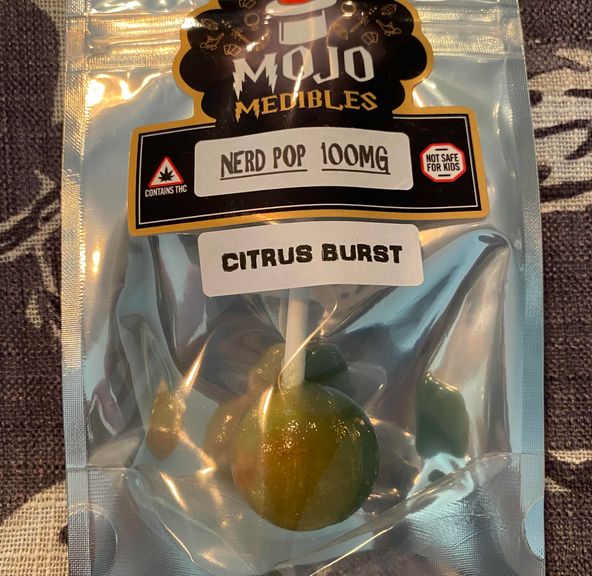 MOJO
MEDIBLES
NERD POP 100MG
CONTAINS THC
NOT SAFE
FOR KIDS
CITRUS BURST